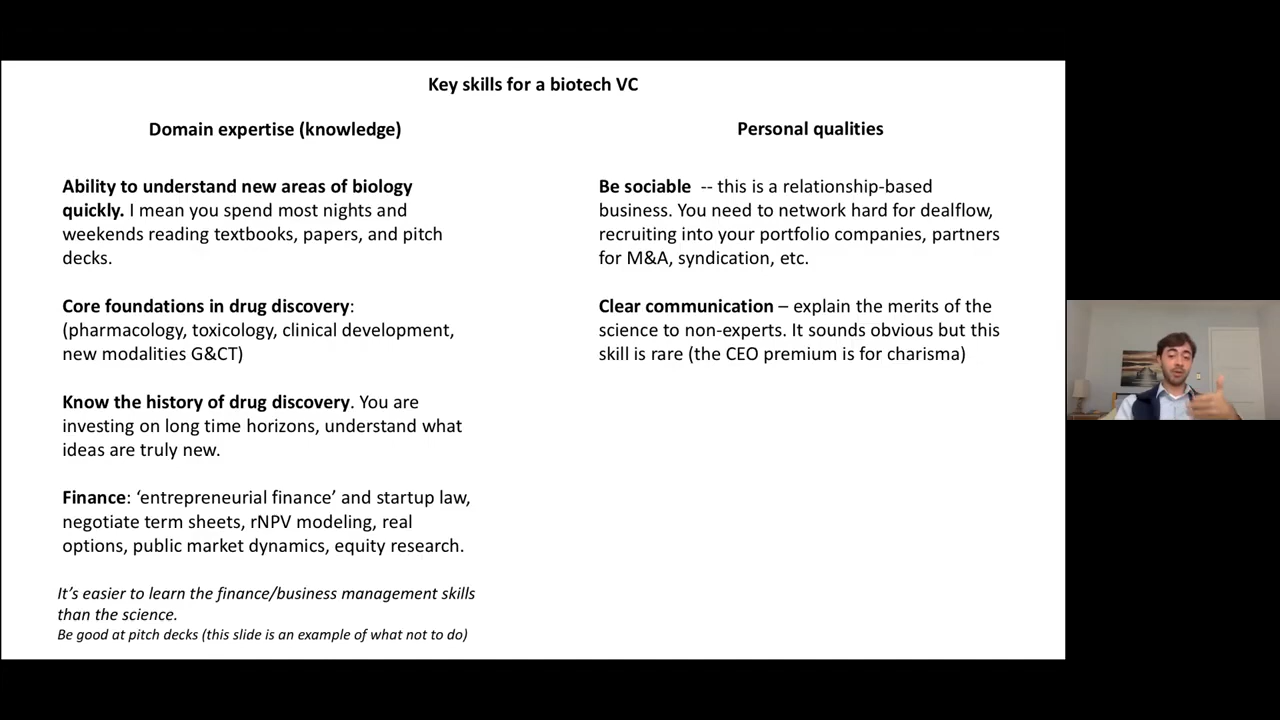 Key skills for a biotech VC
Domain expertise (knowledge)
Ability to understand new areas of biology
quickly. I mean you spend most nights and
weekends reading textbooks, papers, and pitch
decks.
Core foundations in drug discovery:
(pharmacology, toxicology, clinical development,
new modalities G&CT)
Know the history of drug discovery. You are
investing on long time horizons, understand what
ideas are truly new.
Finance: ‘entrepreneurial finance’ and startup law,
negotiate term sheets, rNPV modeling, real
options, public market dynamics, equity research.
It’s easier to learn the finance/business management skills
than the science.
Be good at pitch decks (this slide is an example of what not to do)
Personal qualities
Be sociable -- this is a relationship-based
business. You need to network hard for dealflow,
recruiting into your portfolio companies, partners
for M&A, syndication, etc.
Clear communication – explain the merits of the
science to non-experts. It sounds obvious but this
skill is rare (the CEO premium is for charisma)